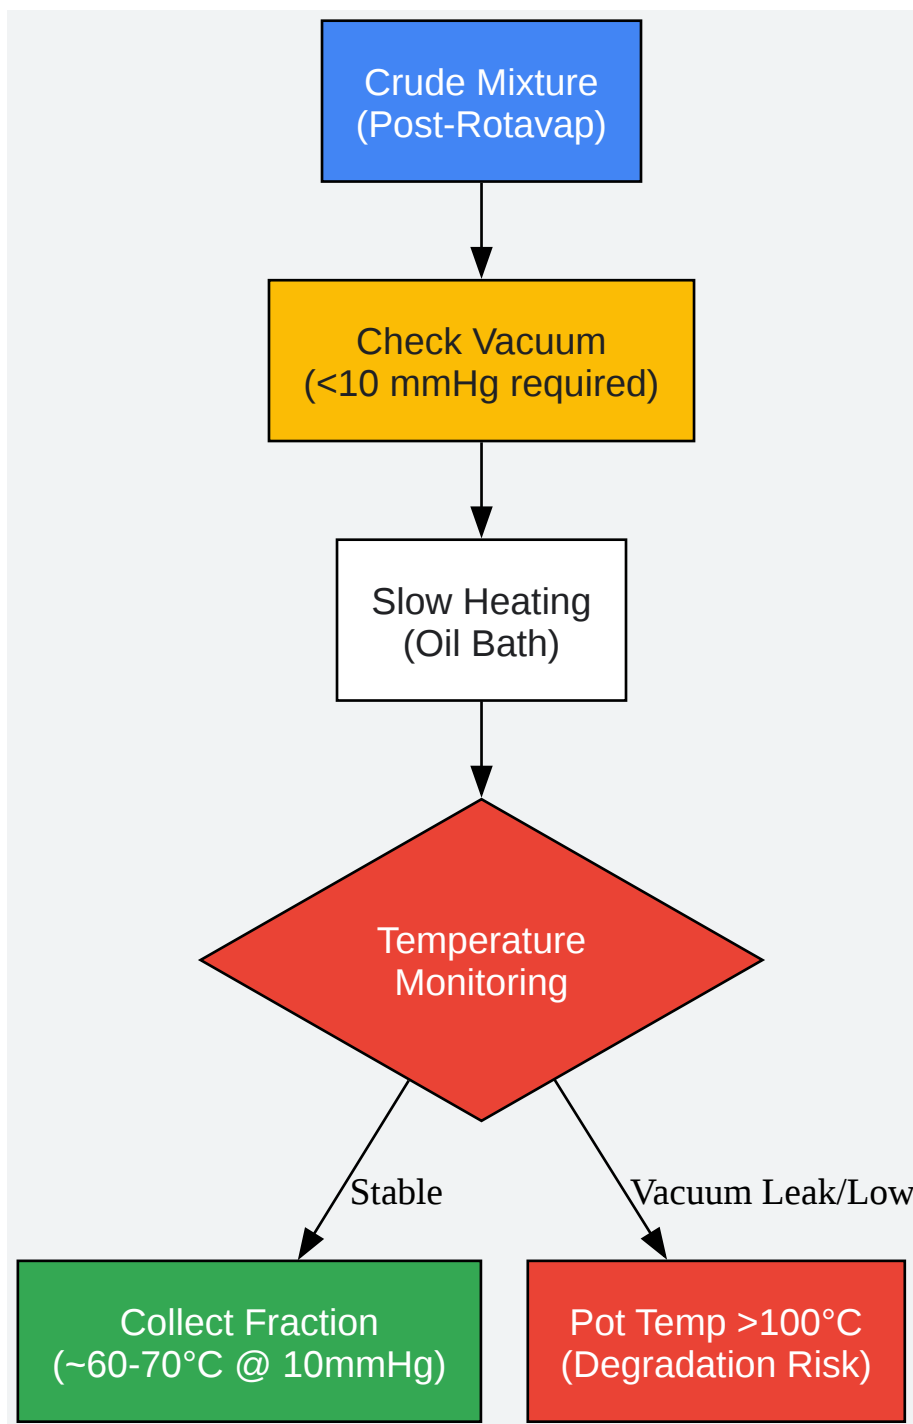 Crude Mixture
(Post-Rotavap)
Check Vacuum
(<10 mmHg required)
Slow Heating
(Oil Bath)
Temperature
Monitoring
Stable
Vacuum Leak/Low
Collect Fraction
(~60-70°C @ 10mmHg)
Pot Temp >100°C
(Degradation Risk)